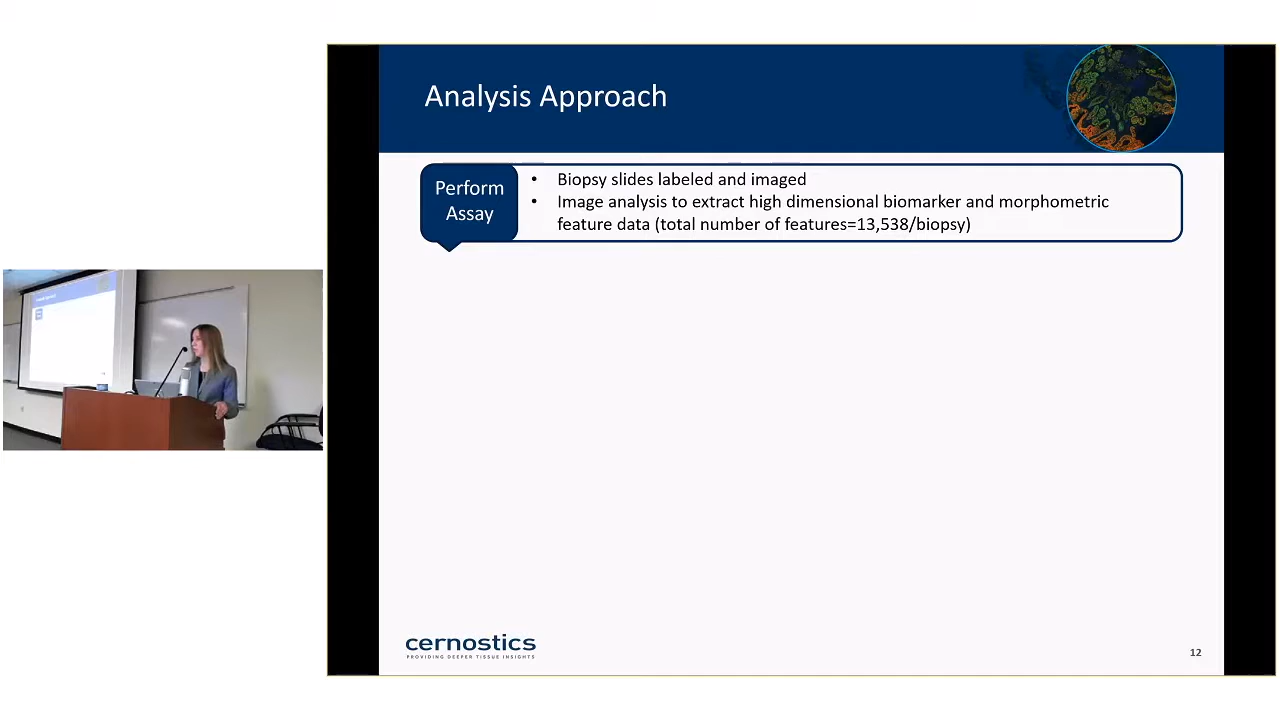 Analysis Approach
Perform
Assay
• Biopsy slides labeled and imaged
• Image analysis to extract high dimensional biomarker and morphometric
feature data (total number of features=13,538/biopsy)
cernostics
PROVIDING DEEPER TISSUE INSIGHTS
12